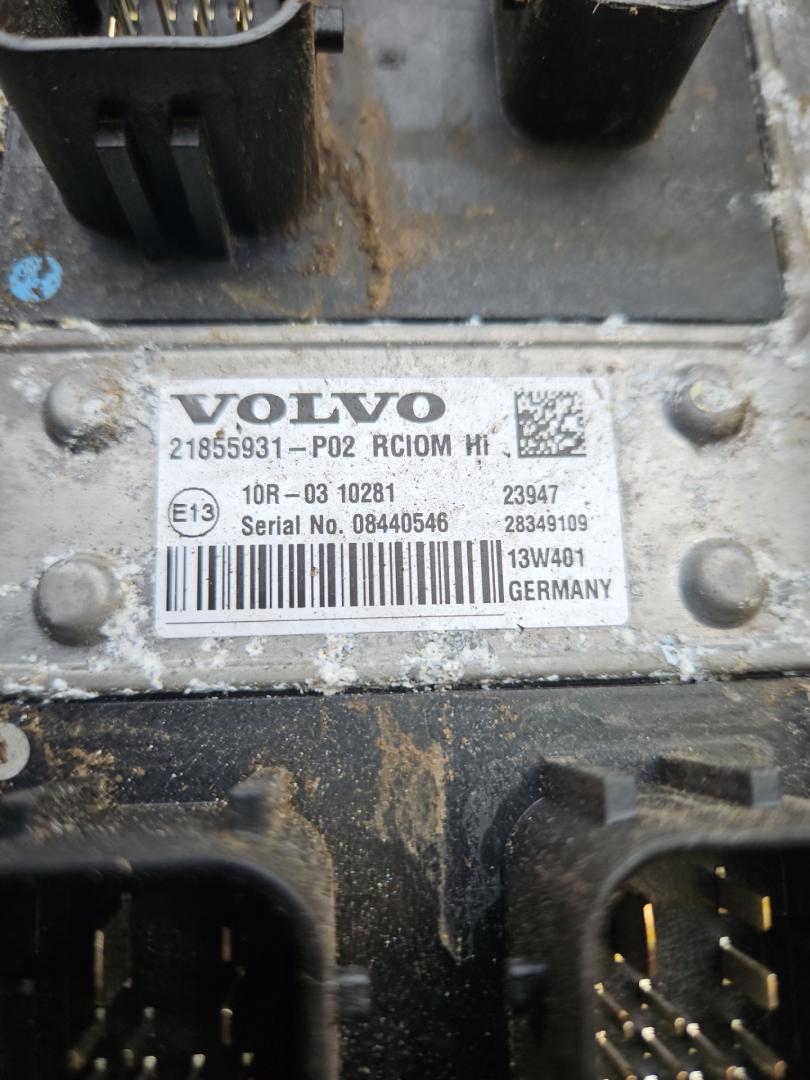 VOLVO
21855931-P02 RCIOM Hi
10R-03 10281 23947
E13
Serial No. 08440546 28349109
13W401
GERMANY